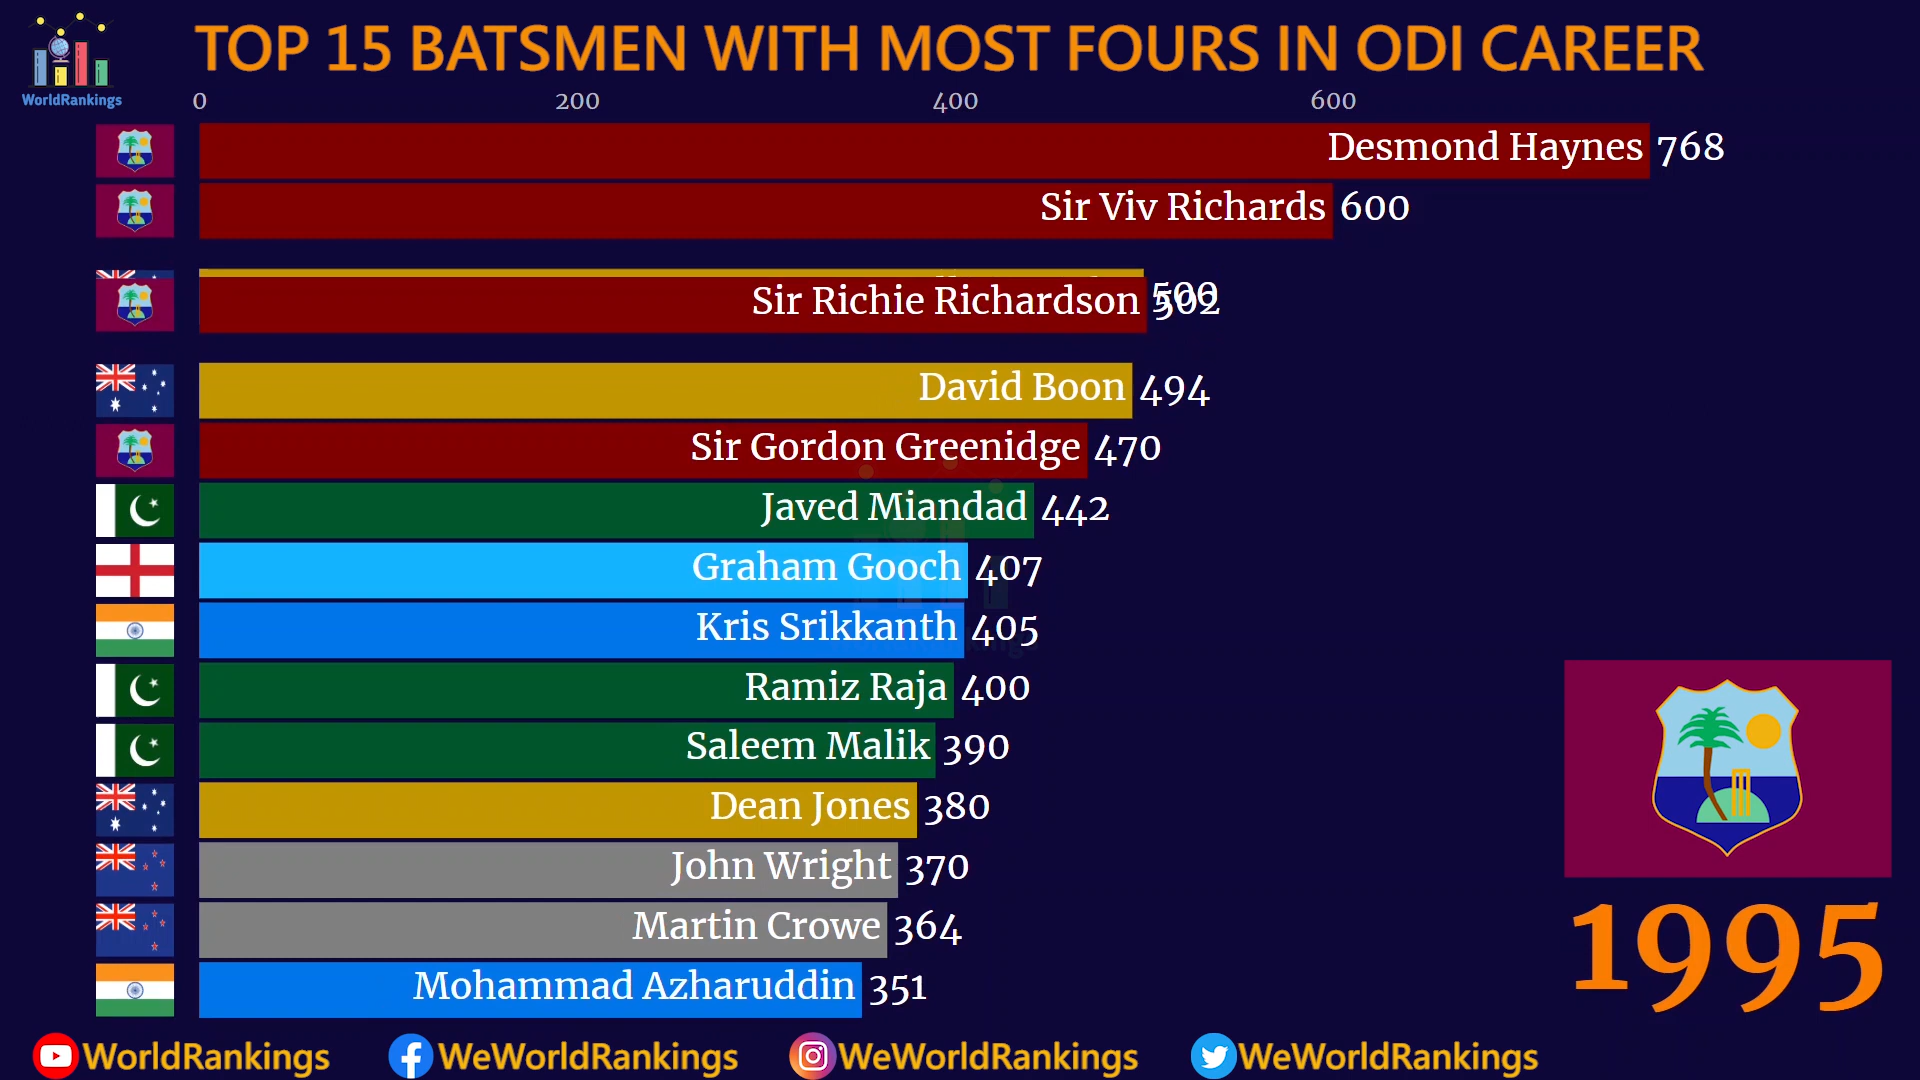 TOP 15 BATSMEN WITH MOST FOURS IN ODI CAREER
WorldRankings
0 200 400 600
Desmond Haynes 768
Sir Viv Richards 600
Sir Richie Richardson 502
David Boon 494
Sir Gordon Greenidge 470
Javed Miandad 442
Graham Gooch 407
Kris Srikkanth 405
Ramiz Raja 400
Saleem Malik 390
Dean Jones 380
John Wright 370
Martin Crowe 364
Mohammad Azharuddin 351
1995
WorldRankings WeWorldRankings WeWorldRankings WeWorldRankings